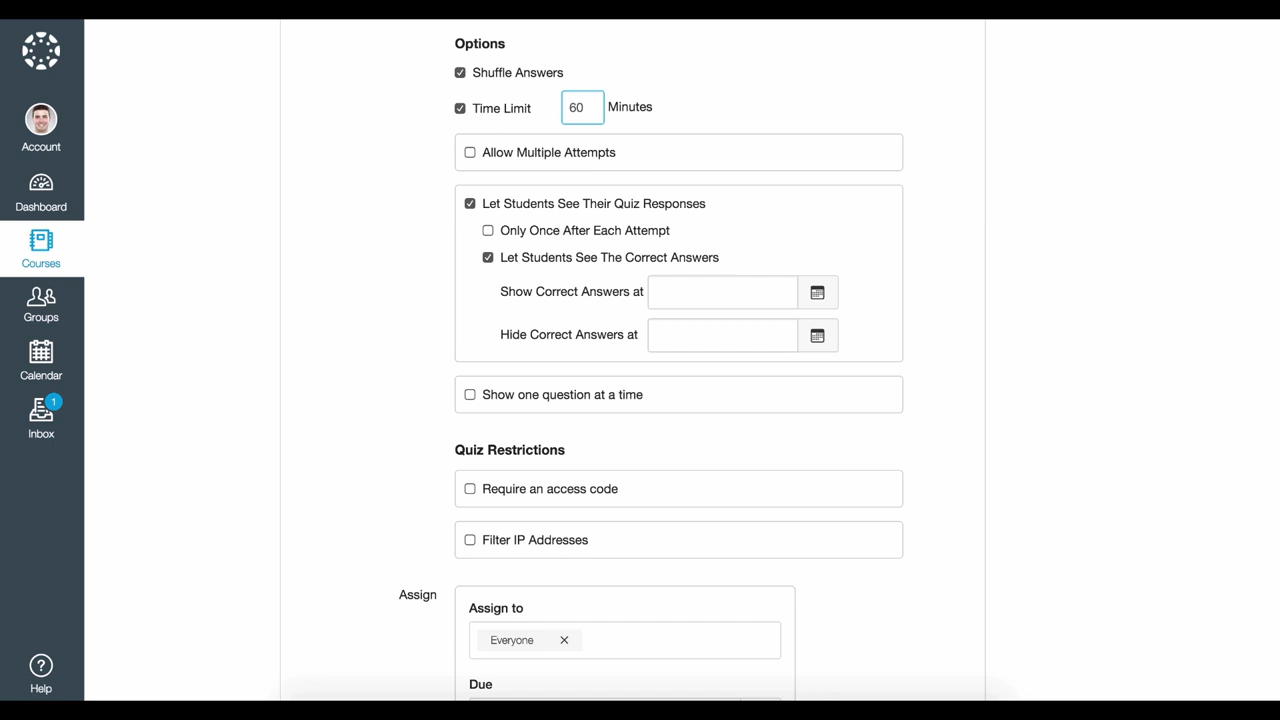 Options
Shuffle Answers
Time Limit 60 Minutes
Allow Multiple Attempts
Let Students See Their Quiz Responses
Only Once After Each Attempt
Let Students See The Correct Answers
Show Correct Answers at
Hide Correct Answers at
Show one question at a time
Quiz Restrictions
Require an access code
Filter IP Addresses
Assign
Assign to
Everyone
Due
Account
Dashboard
Courses
Groups
Calendar
1
Inbox
Help